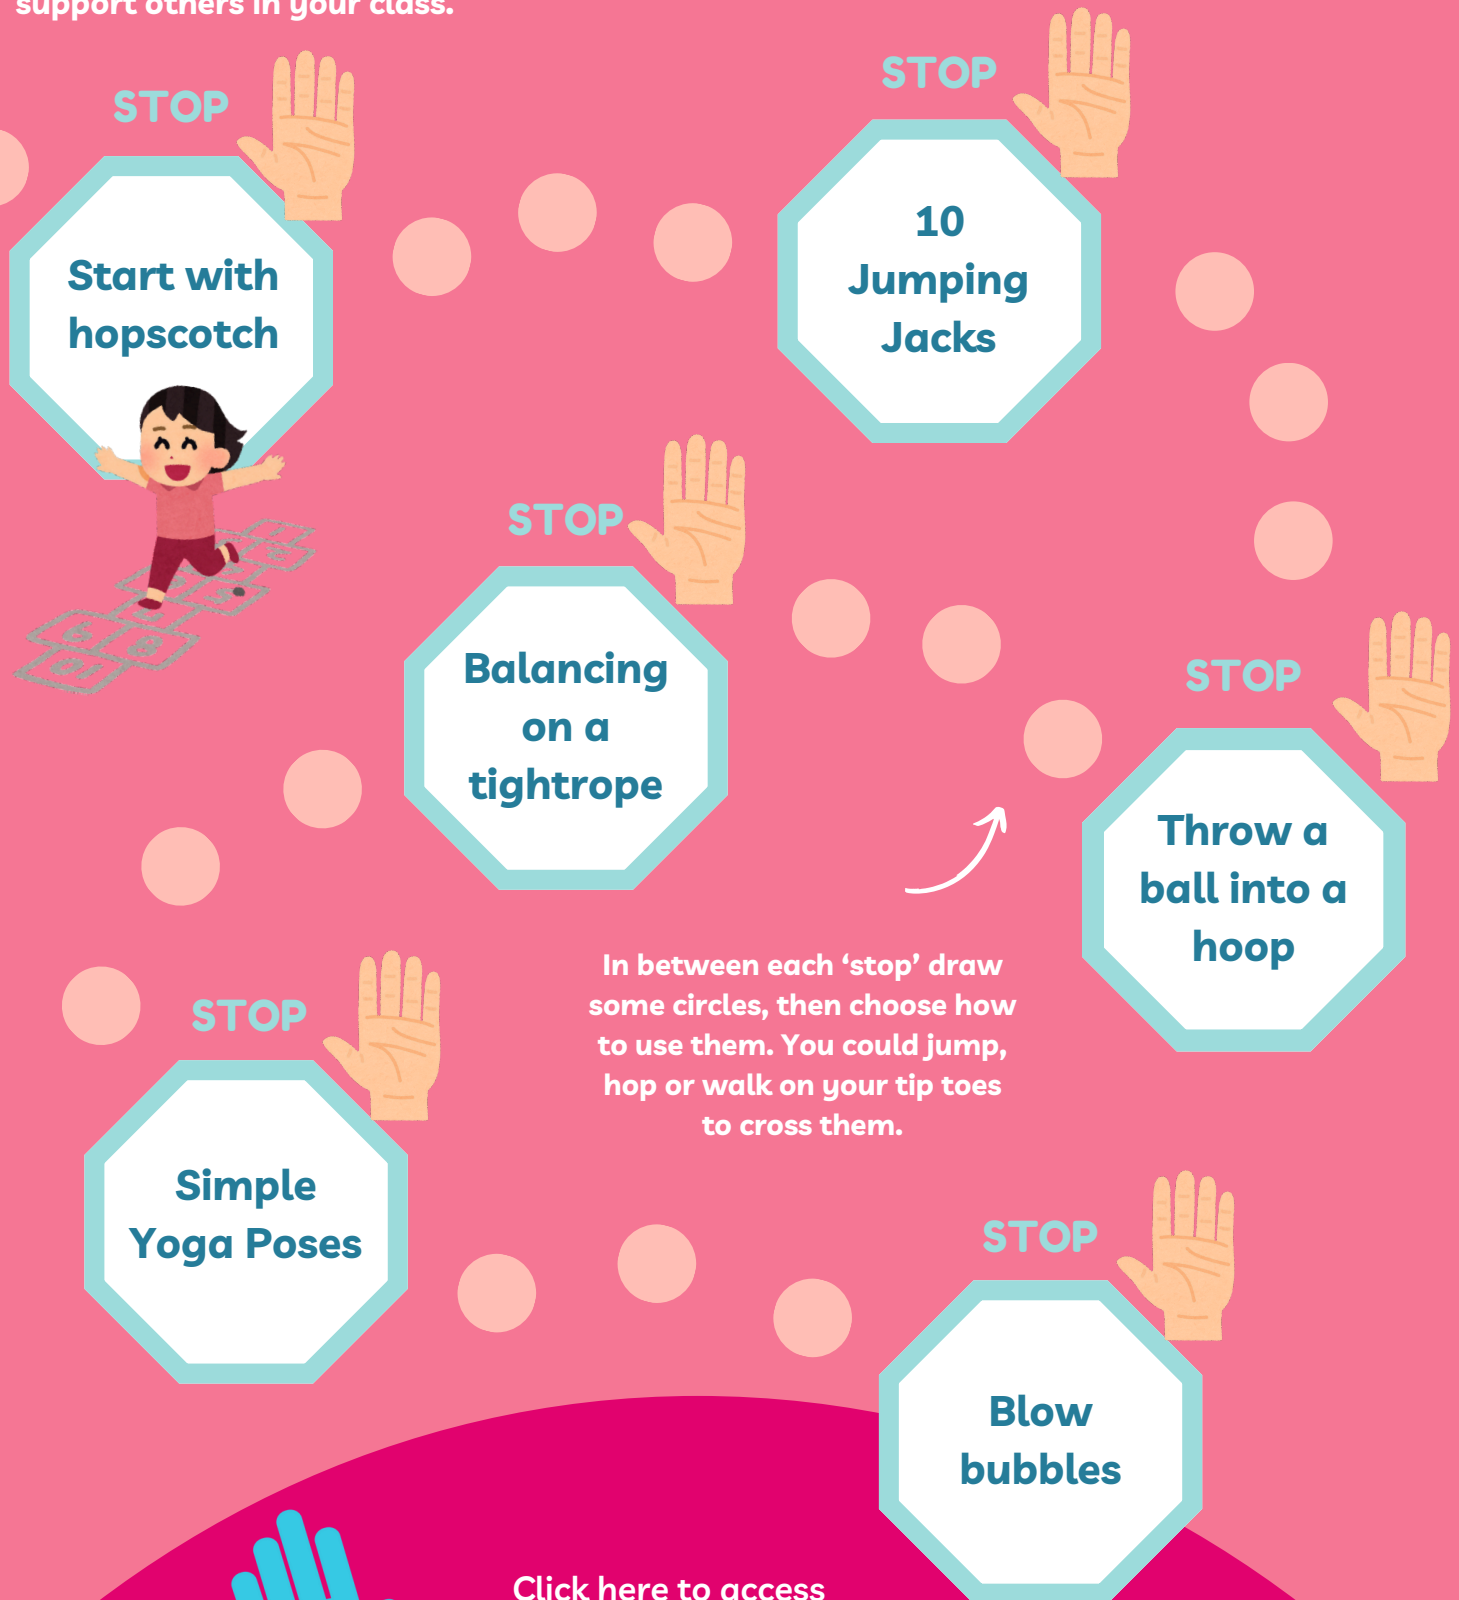 support others in your class.
STOP
Start with
hopscotch
STOP
10
Jumping
Jacks
STOP
Throw a
ball into a
hoop
STOP
Balancing
on a
tightrope
In between each ‘stop’ draw
some circles, then choose how
to use them. You could jump,
hop or walk on your tip toes
to cross them.
STOP
Simple
Yoga Poses
STOP
Blow
bubbles
Click here to access